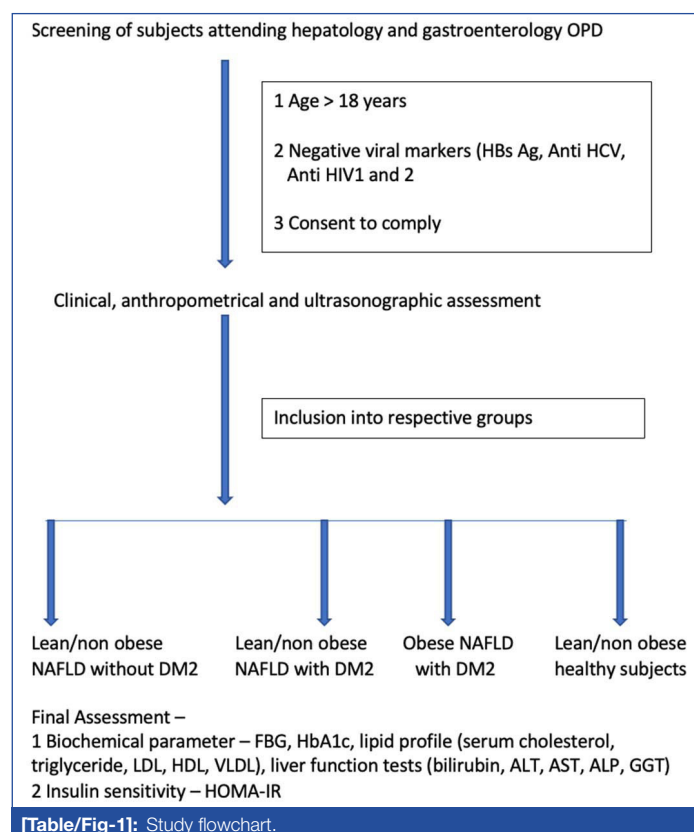 Screening of subjects attending hepatology and gastroenterology OPD
1 Age > 18 years
2 Negative viral markers (HBs Ag, Anti HCV,
Anti HIV1 and 2
3 Consent to comply
Clinical, anthropometrical and ultrasonographic assessment
Inclusion into respective groups
Lean/non obese
NAFLD without DM2
Lean/non obese
NAFLD with DM2
Obese NAFLD
with DM2
Lean/non obese
healthy subjects
Final Assessment –
1 Biochemical parameter – FBG, HbA1c, lipid profile (serum cholesterol,
triglyceride, LDL, HDL, VLDL), liver function tests (bilirubin, ALT, AST, ALP, GGT)
2 Insulin sensitivity – HOMA-IR
[Table/Fig-1]: Study flowchart.